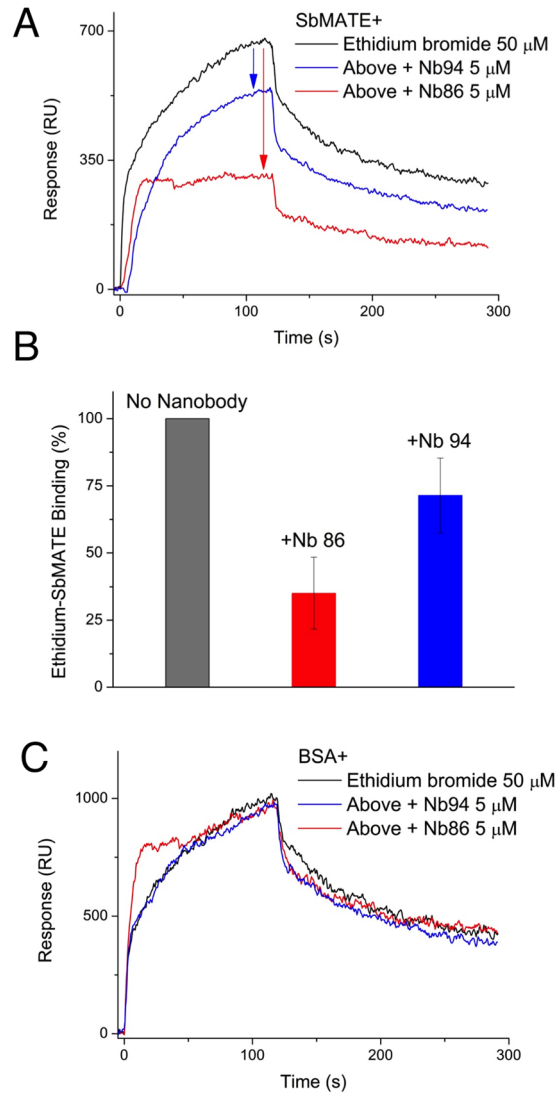 A
SbMATE+
Ethidium bromide 50 μM
Above + Nb94 5 μM
Above + Nb86 5 μM
700
350
0
Response (RU)
0 100 200 300
Time (s)
B
No Nanobody
+Nb 86
+Nb 94
100
75
50
25
0
Ethidium-SbMATE Binding (%)
C
BSA+
Ethidium bromide 50 μM
Above + Nb94 5 μM
Above + Nb86 5 μM
1000
500
0
Response (RU)
0 100 200 300
Time (s)